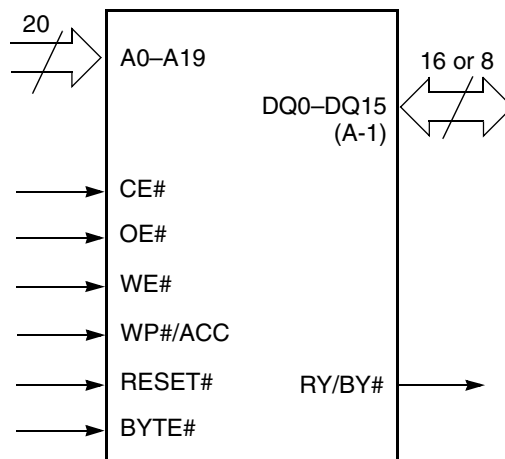 20
A0–A19
16 or 8
DQ0–DQ15
(A-1)
CE#
OE#
WE#
WP#/ACC
RESET#
RY/BY#
BYTE#